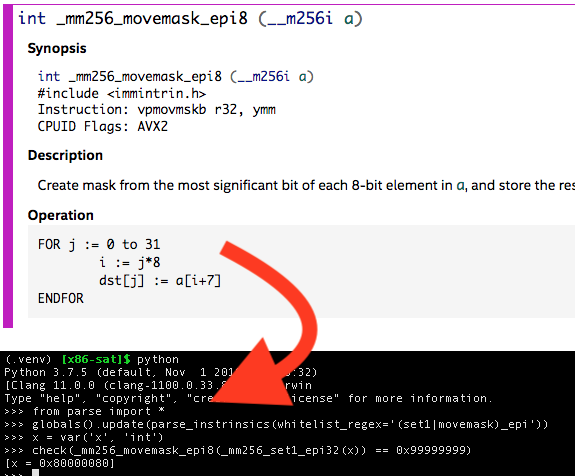 int _mm256_movemask_epi8 (__m256i a)
Synopsis
int _mm256_movemask_epi8 (__m256i a)
#include <immintrin.h>
Instruction: vpmovmskb r32, ymm
CPUID Flags: AVX2
Description
Create mask from the most significant bit of each 8-bit element in a, and store the res
Operation
FOR j := 0 to 31
i := j*8
dst[j] := a[i+7]
ENDFOR
(.venv) [x86-sat]$ python
Python 3.7.5 (default, Nov 1 201 :32)
[Clang 11.0.0 (clang-1100.0.33. rwin
Type "help", "copyright", "cre icense" for more information.
>>> from parse import *
>>> globals().update(parse_instrinsics(whitelist_regex='(set1|movemask)_epi'))
>>> x = var('x', 'int')
>>> check(_mm256_movemask_epi8(_mm256_set1_epi32(x)) == 0x99999999)
[x = 0x80000080]
>>>